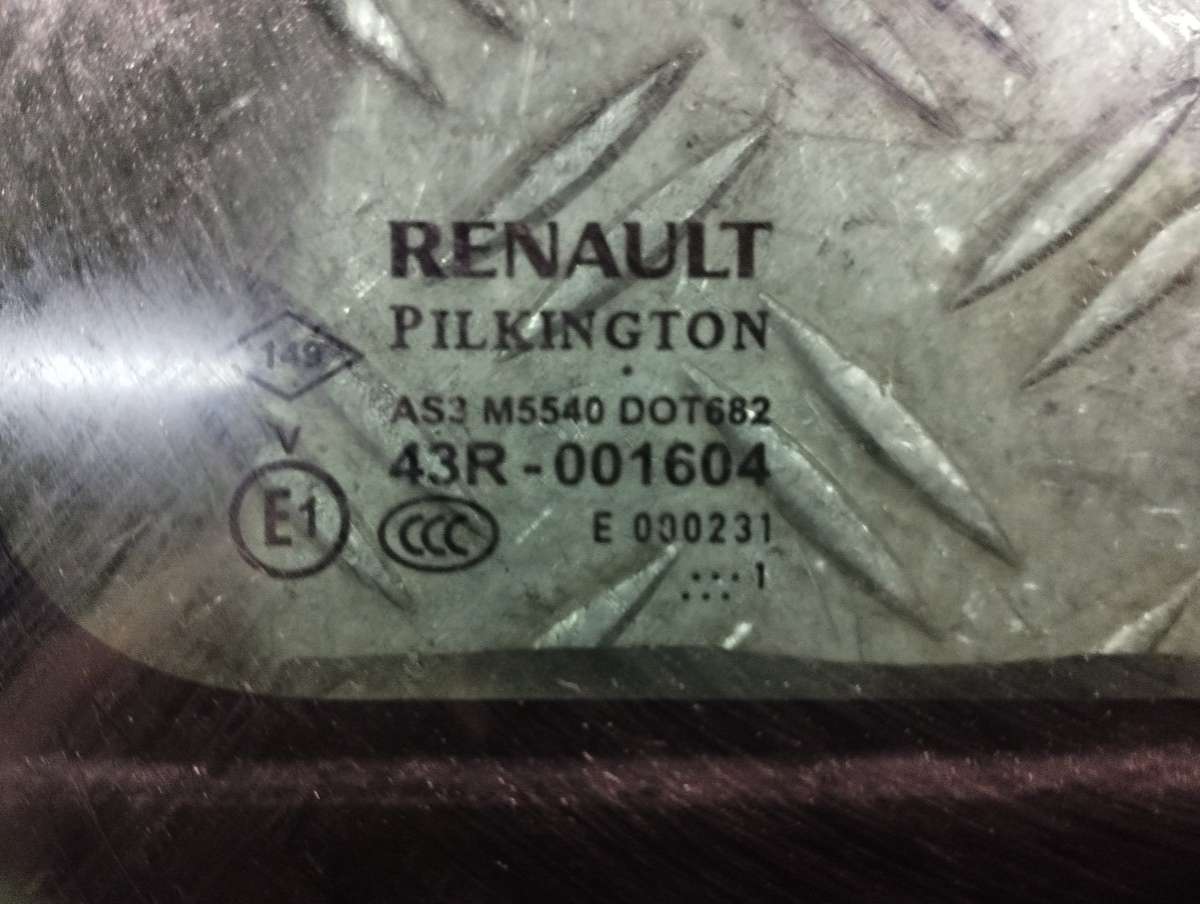 RENAULT
PILKINGTON
149
AS3 M5540 DOT682
V
43R - 001604
E1
CCC
E 000231
1